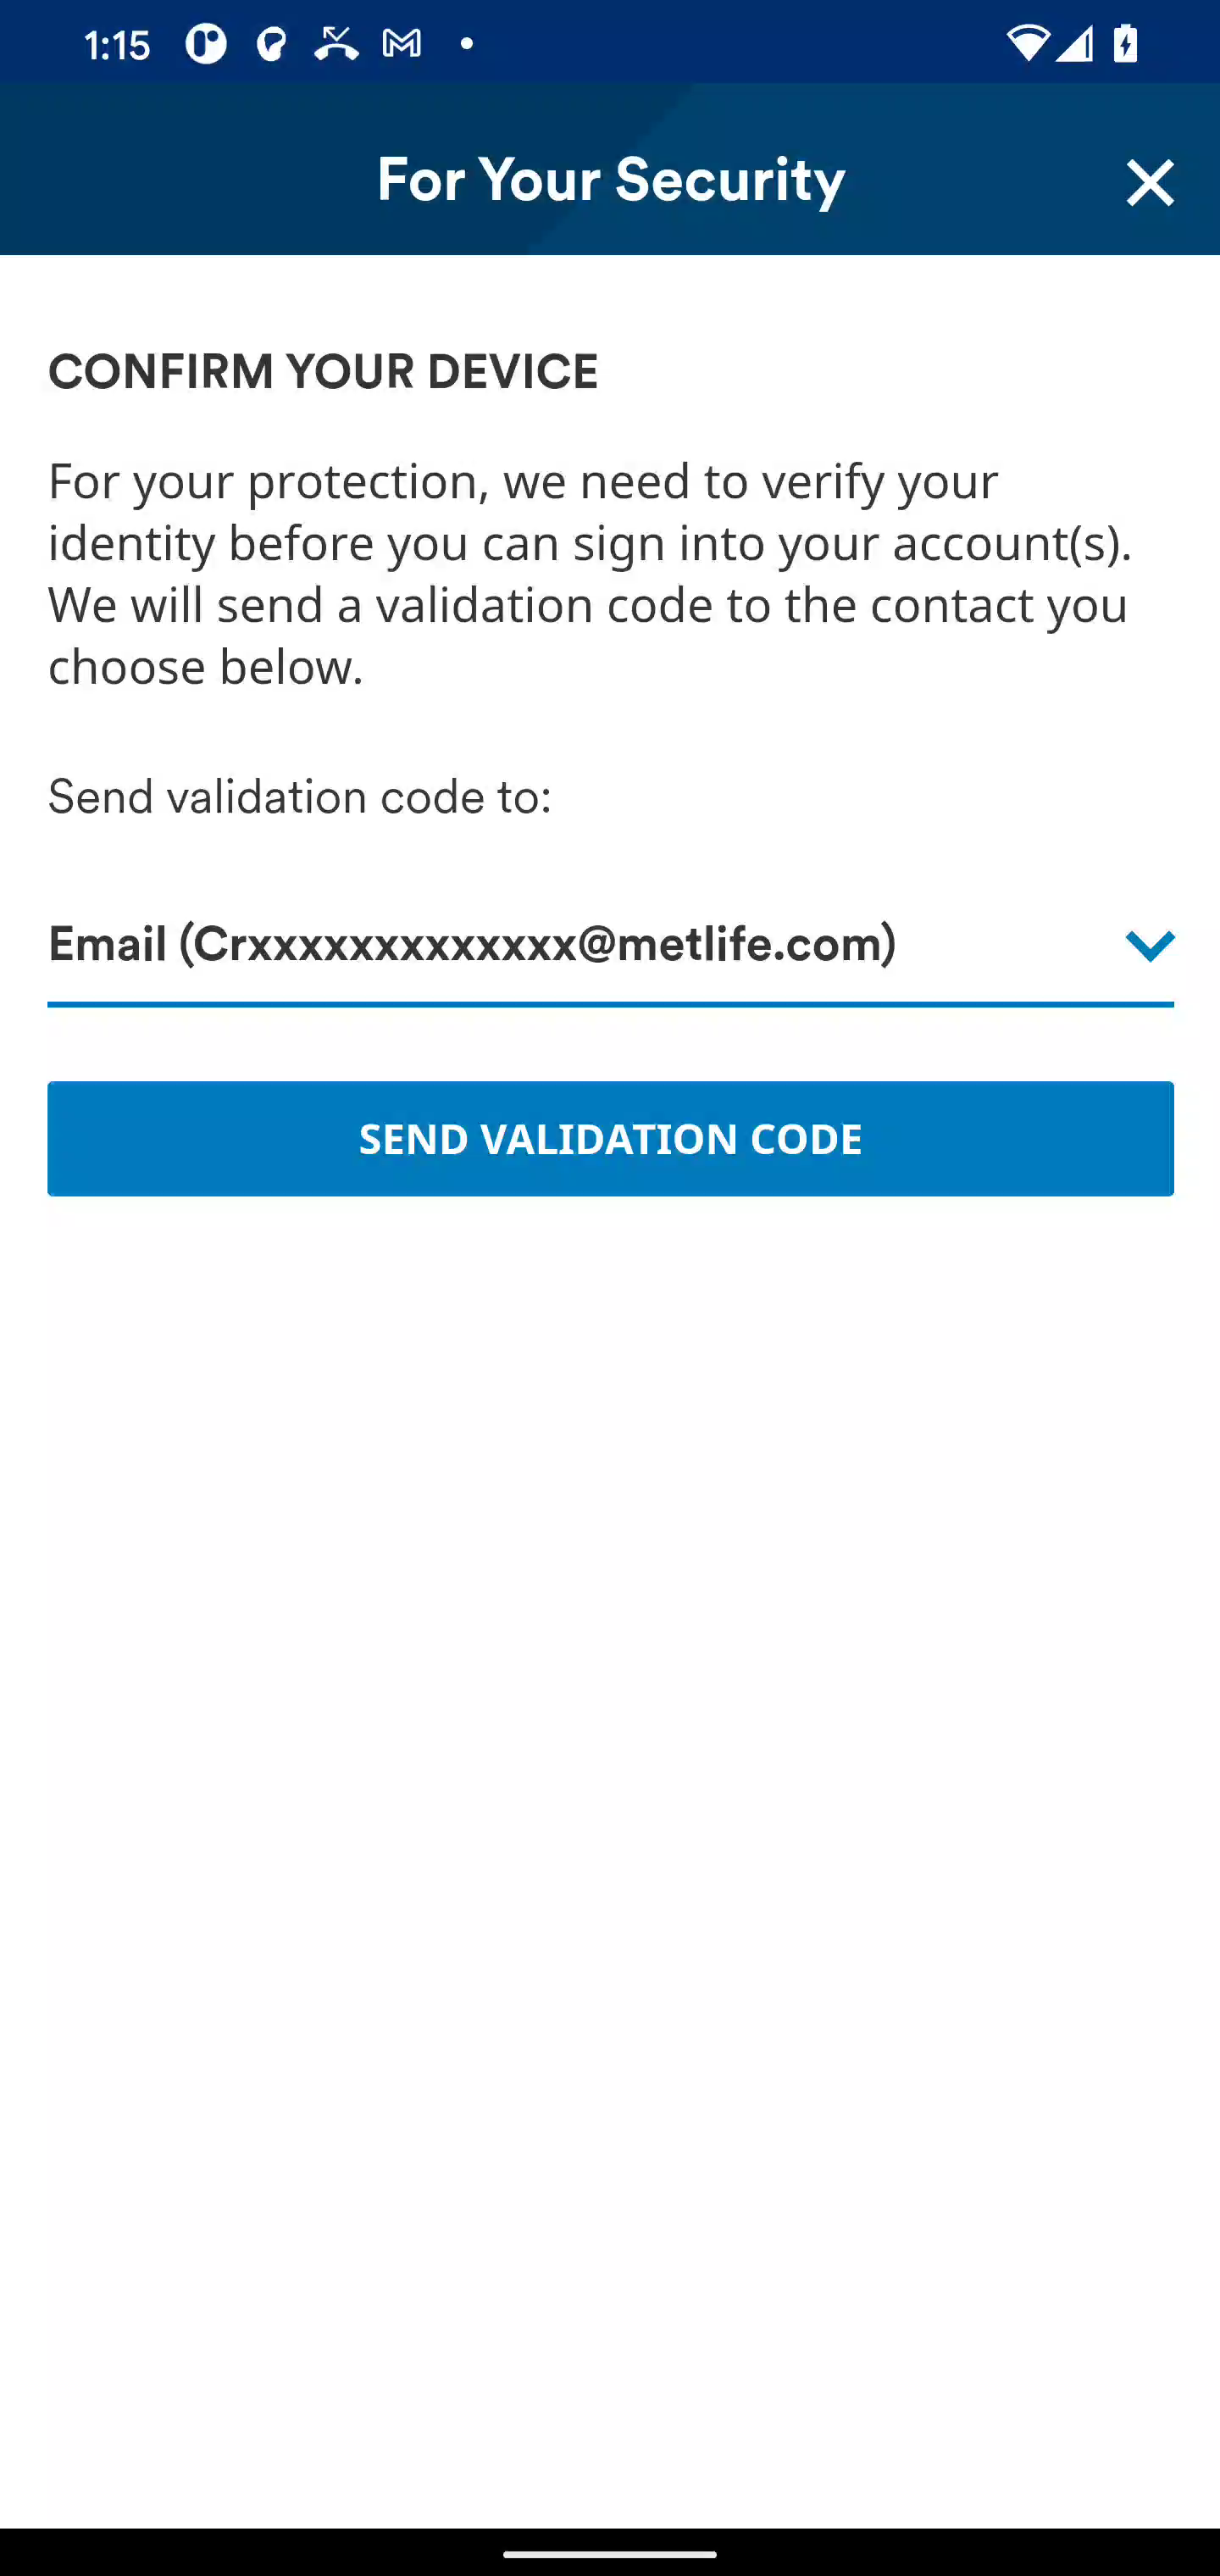 1:15
For Your Security
CONFIRM YOUR DEVICE
For your protection, we need to verify your
identity before you can sign into your account(s).
We will send a validation code to the contact you
choose below.
Send validation code to:
Email (Crxxxxxxxxxxxxx@metlife.com)
SEND VALIDATION CODE